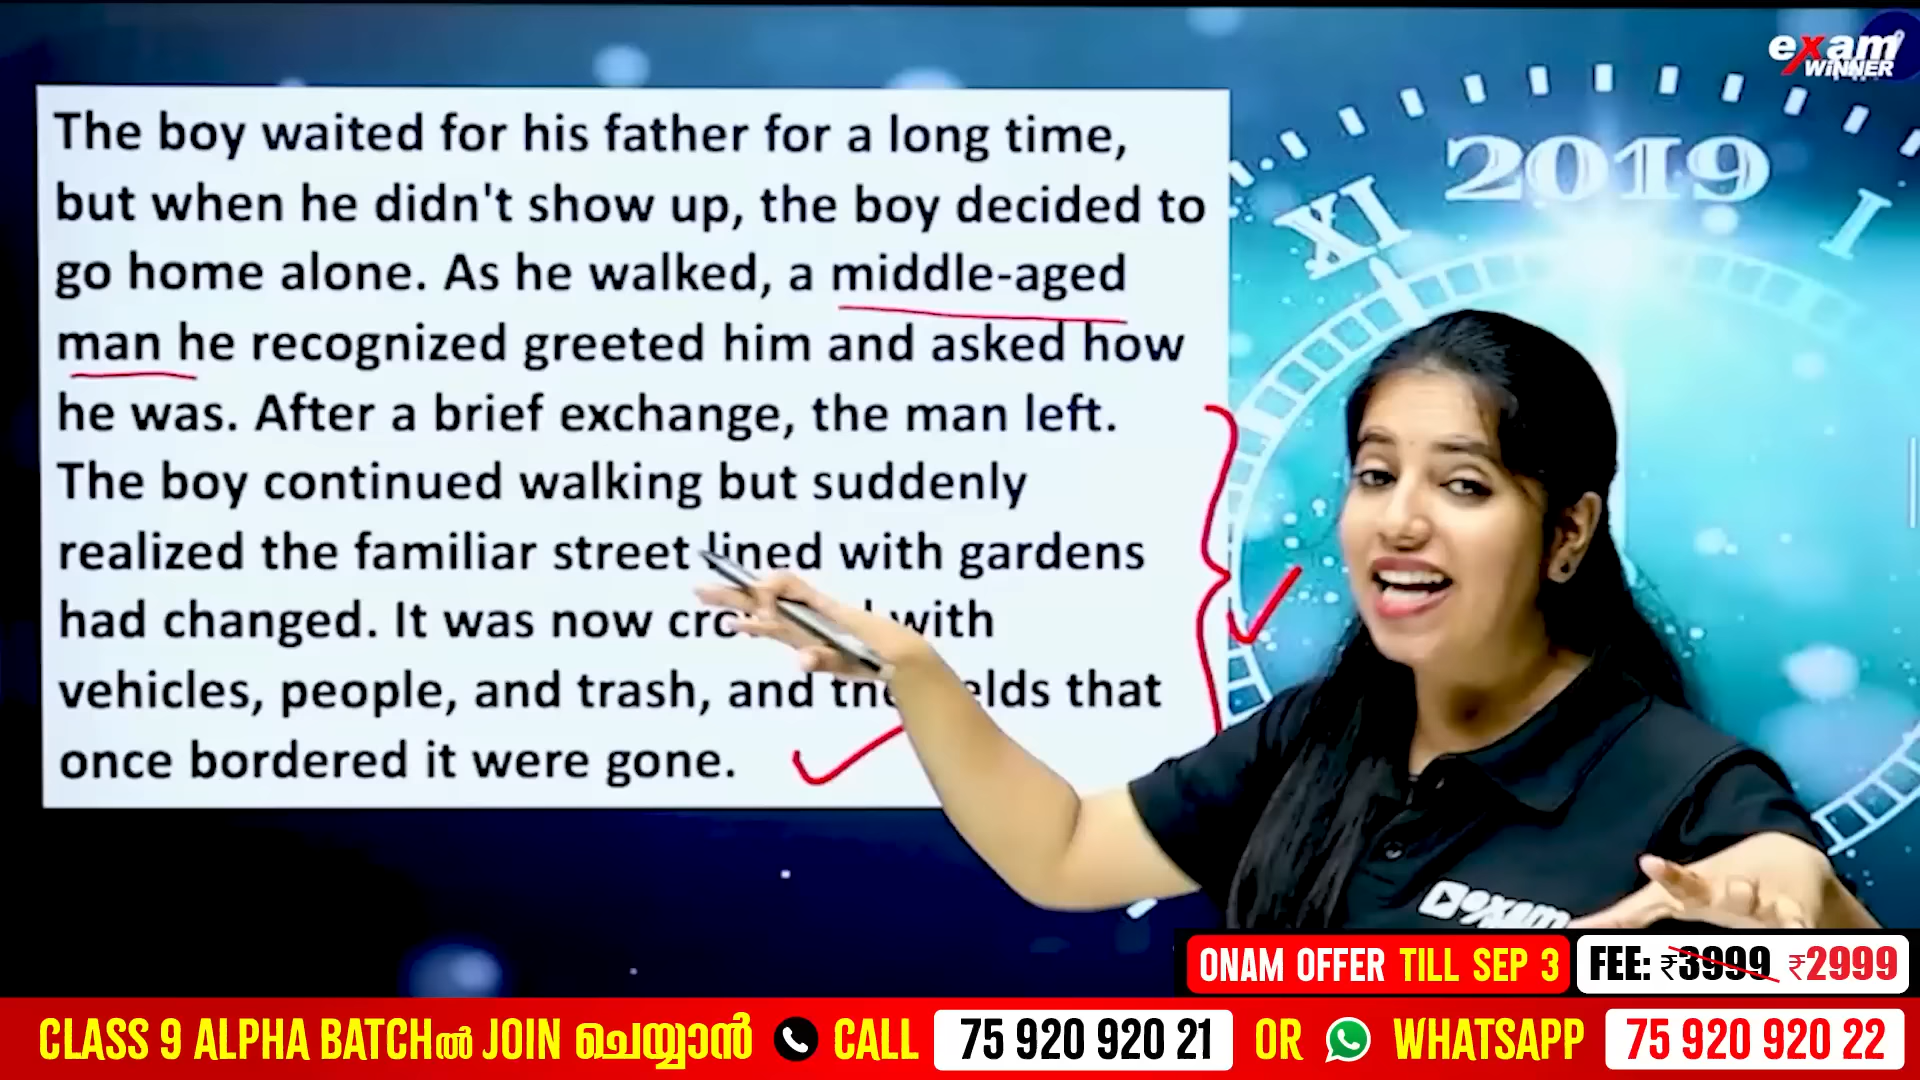 exam
WiNNER
2019
XI
I
The boy waited for his father for a long time,
but when he didn't show up, the boy decided to
go home alone. As he walked, a middle-aged
man he recognized greeted him and asked how
he was. After a brief exchange, the man left.
The boy continued walking but suddenly
realized the familiar street lined with gardens
had changed. It was now with
vehicles, people, and trash, and that
once bordered it were gone.
exam
ONAM OFFER TILL SEP 3 FEE: ₹3999 ₹2999
CLASS 9 ALPHA BATCHൽ JOIN ചെയ്യാൻ CALL 75 920 920 21 OR WHATSAPP 75 920 920 22